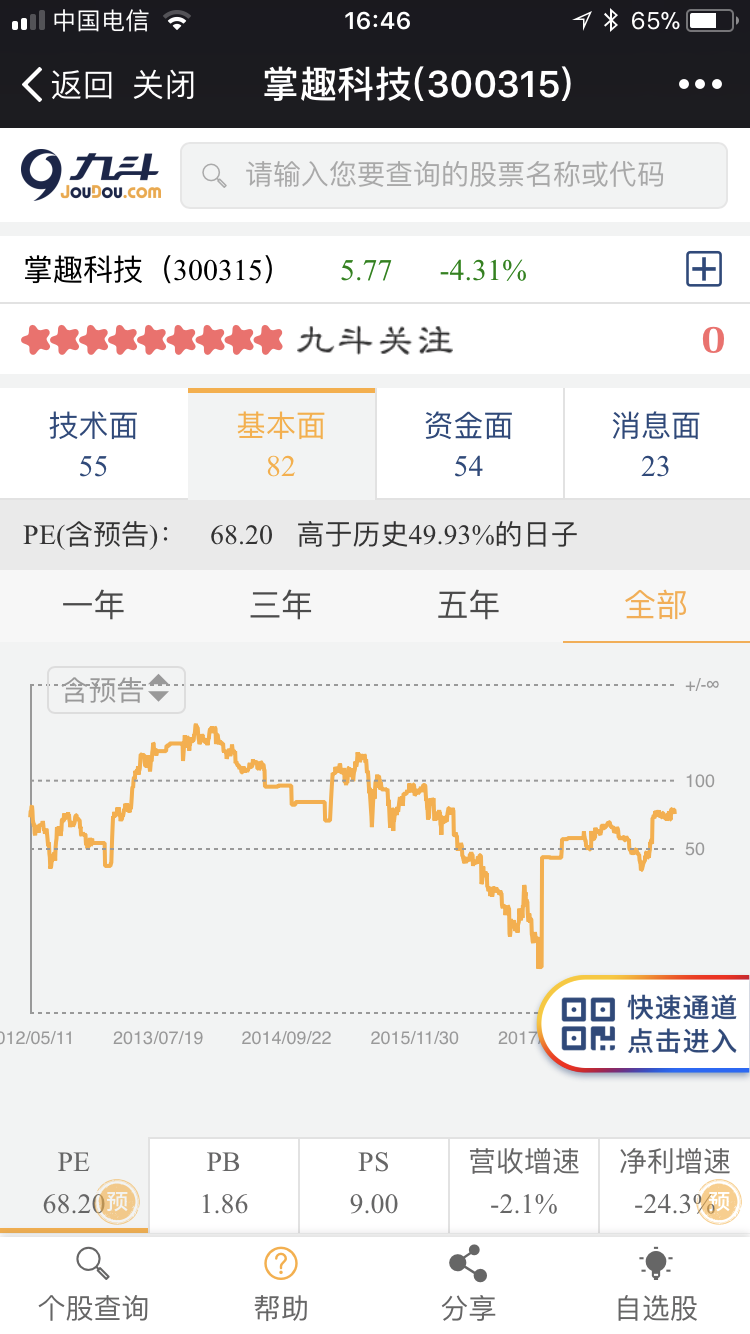 中国电信 16:46 65%
返回 关闭 掌趣科技(300315)
九斗 JouDou.com 请输入您要查询的股票名称或代码
掌趣科技（300315） 5.77 -4.31%
九斗关注 0
技术面 基本面 资金面 消息面
55 82 54 23
PE(含预告)： 68.20 高于历史49.93%的日子
一年 三年 五年 全部
含预告 +/-∞
100
50
快速通道
点击进入
012/05/11 2013/07/19 2014/09/22 2015/11/30 2017/
PE PB PS 营收增速 净利增速
68.20 预 1.86 9.00 -2.1% -24.3% 预
个股查询 帮助 分享 自选股